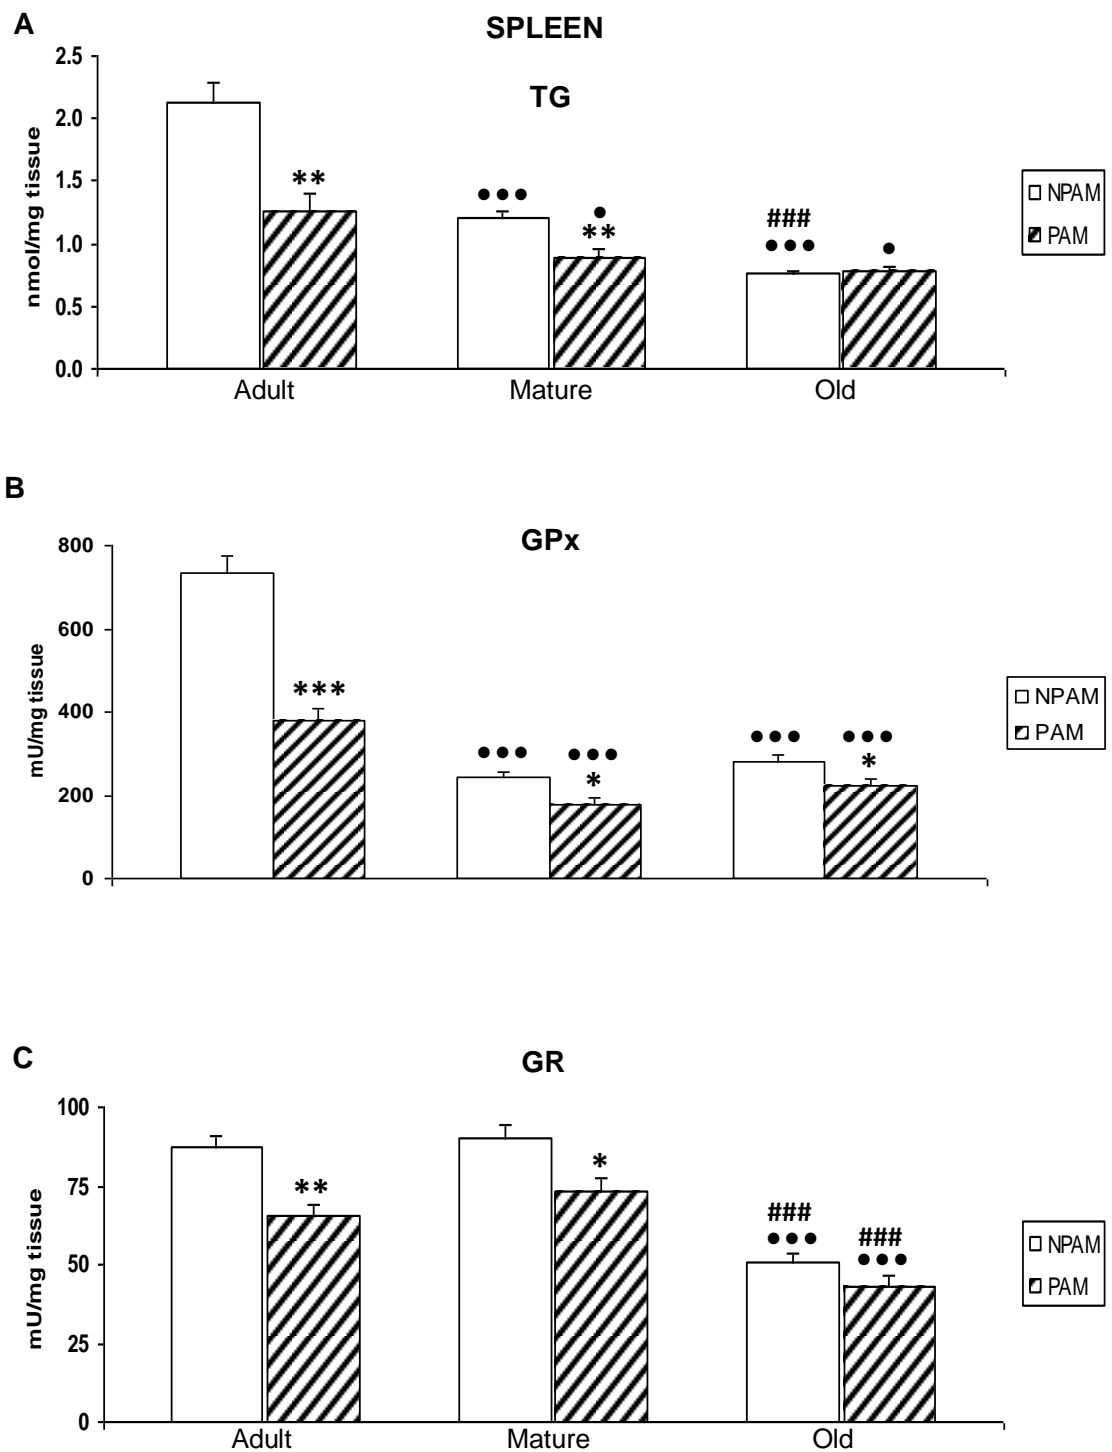 A
SPLEEN
TG
nmol/mg tissue
2.5
2.0
1.5
1.0
0.5
0.0
**
●●●
●
**
###
●●●
●
Adult Mature Old
NPAM
PAM
B
GPx
mU/mg tissue
800
600
400
200
0
***
●●●
●●●
*
●●●
●●●
*
NPAM
PAM
C
GR
mU/mg tissue
100
75
50
25
0
**
*
###
●●●
###
●●●
Adult Mature Old
NPAM
PAM